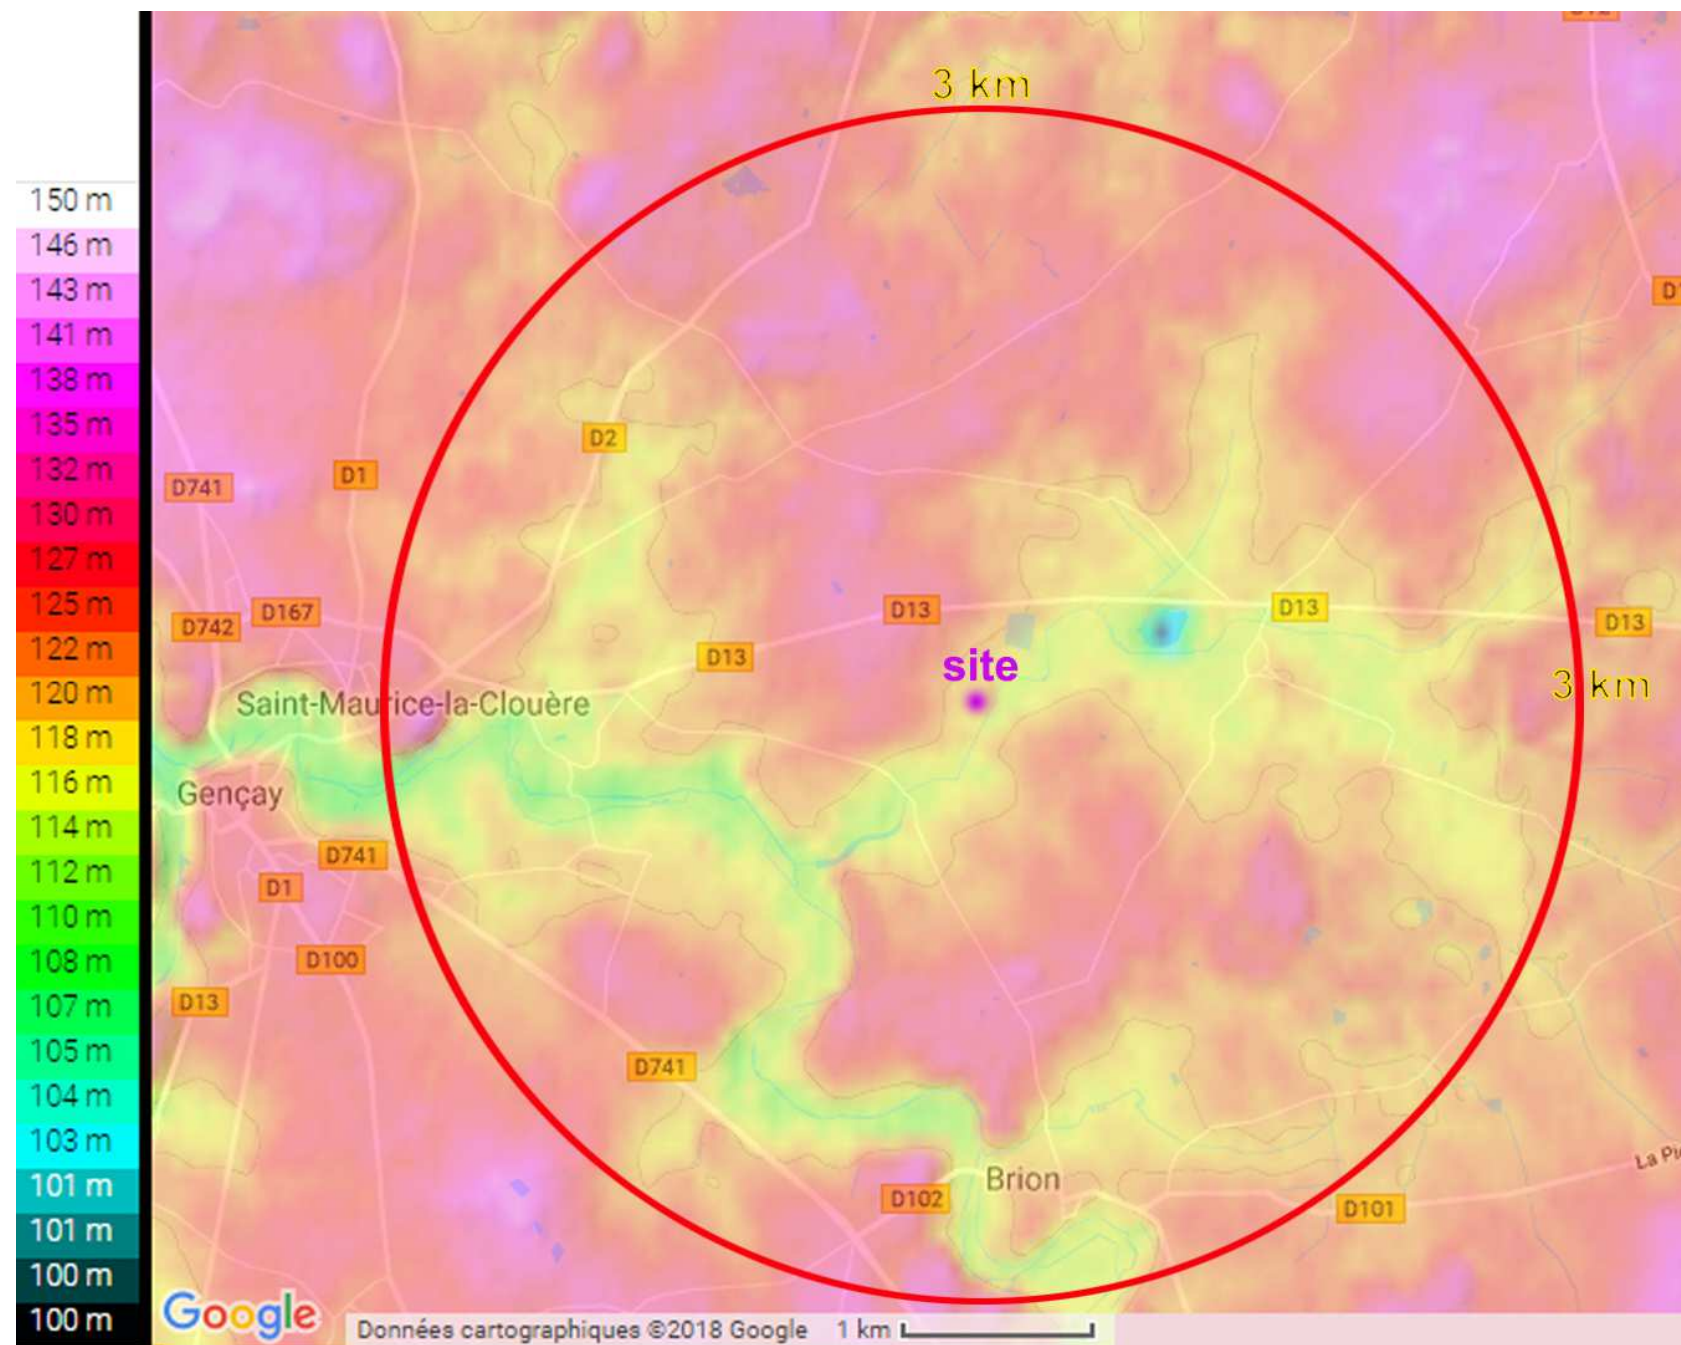 3 km
150 m
146 m
143 m
141 m
138 m
135 m
132 m
130 m
127 m
125 m
122 m
120 m
118 m
116 m
114 m
112 m
110 m
108 m
107 m
105 m
104 m
103 m
101 m
101 m
100 m
100 m
D2
D741
D1
D167
D742
D13
D13
D13
D13
site
3 km
Saint-Maurice-la-Clouère
Gençay
D741
D1
D100
D13
D741
Brion
D102
D101
La Pi
Google
Données cartographiques ©2018 Google 1 km